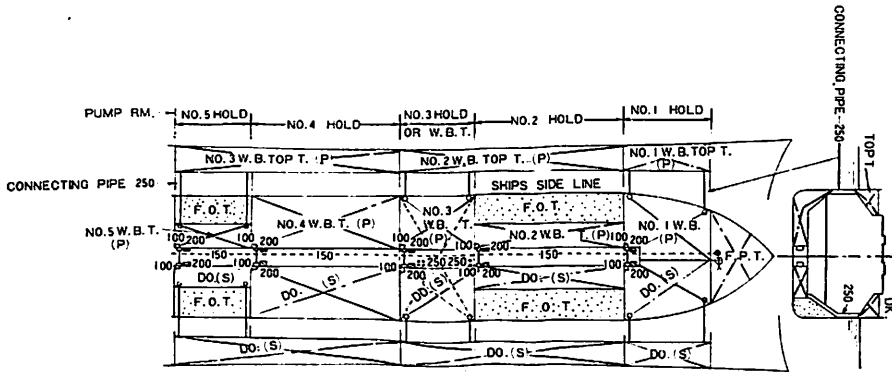 CONNECTING PIPE 250
TOP T
PUMP RM.
NO.5 HOLD
NO.4 HOLD
NO.3 HOLD
OR W.B.T.
NO.2 HOLD
NO.1 HOLD
NO.3 W.B. TOP T. (P)
NO.2 W.B. TOP T. (P)
NO.1 W.B. TOP T.
(P)
CONNECTING PIPE 250
SHIPS SIDE LINE
F.O.T.
NO.4 W.B.T. (P)
NO.3
W.B. T.
(P)
F.O.T.
NO.2 W.B. (P)
NO.1 W.B.
(P)
NO.5 W.B.T.
(P)
100 200
100 200
100 200
100 200
100 200
150
150
250 250
150
F.P.T.
100 200
100 200
100 200
200
200
DO.(S)
DO.(S)
DO.(S)
DO.(S)
DO.(S)
F.O.T.
F.O.T.
250
DO.(S)
DO.(S)
DO.(S)